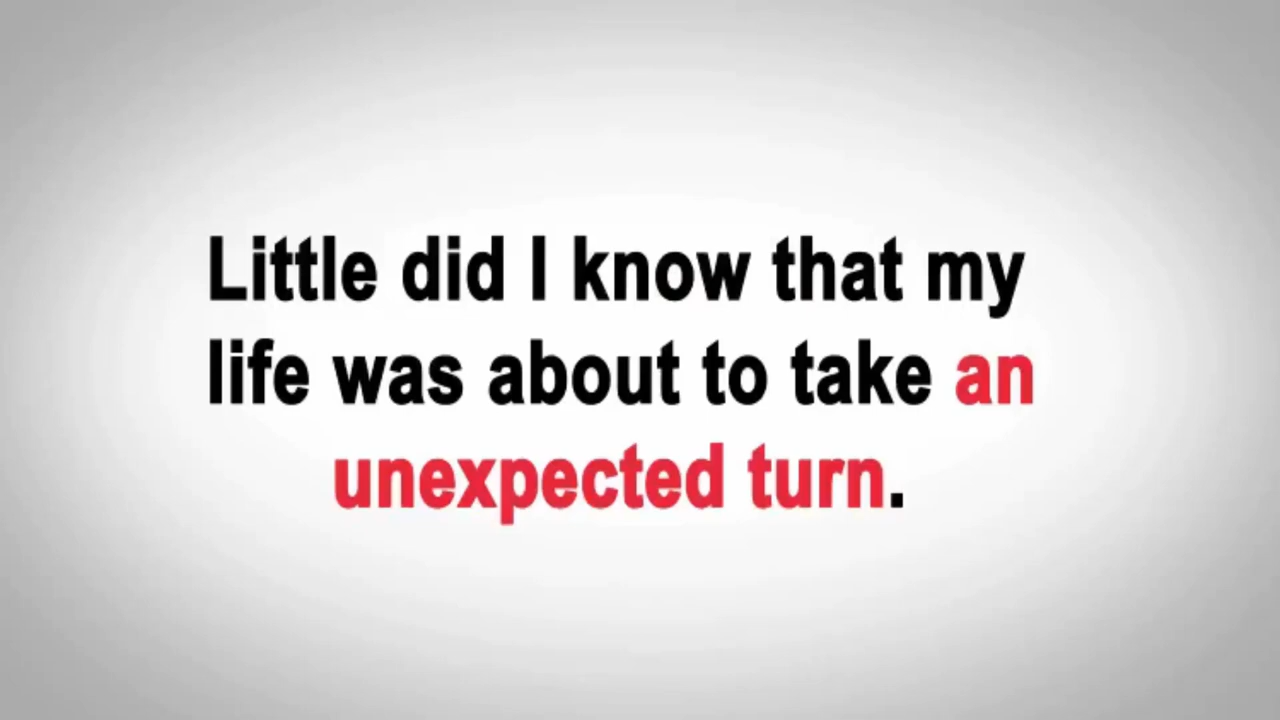 Little did I know that my
life was about to take an
unexpected turn.